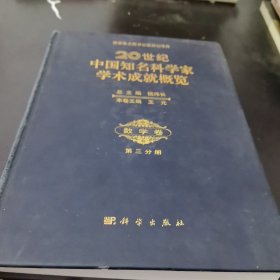 20世纪
中国知名科学家
学术成就概览
总主编 钱伟长
本卷主编 王元
数学卷
第三分册
科学出版社